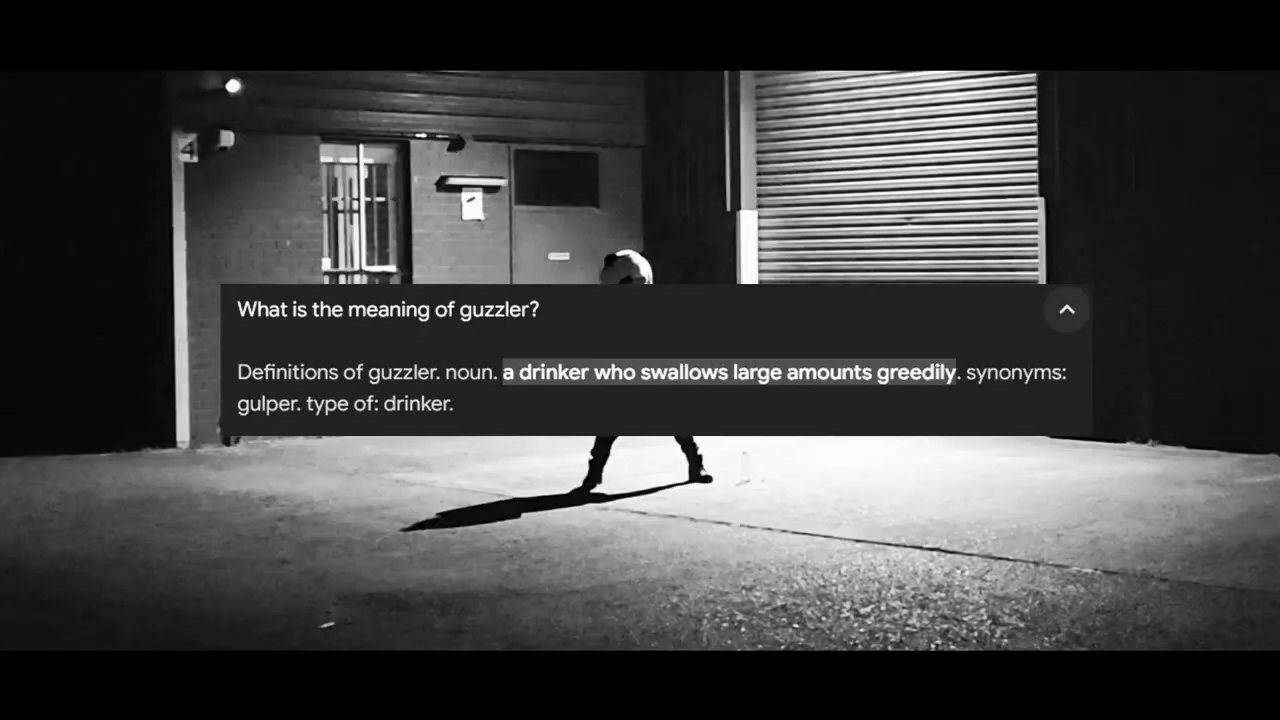 4
What is the meaning of guzzler?
Definitions of guzzler. noun. a drinker who swallows large amounts greedily. synonyms:
gulper. type of: drinker.